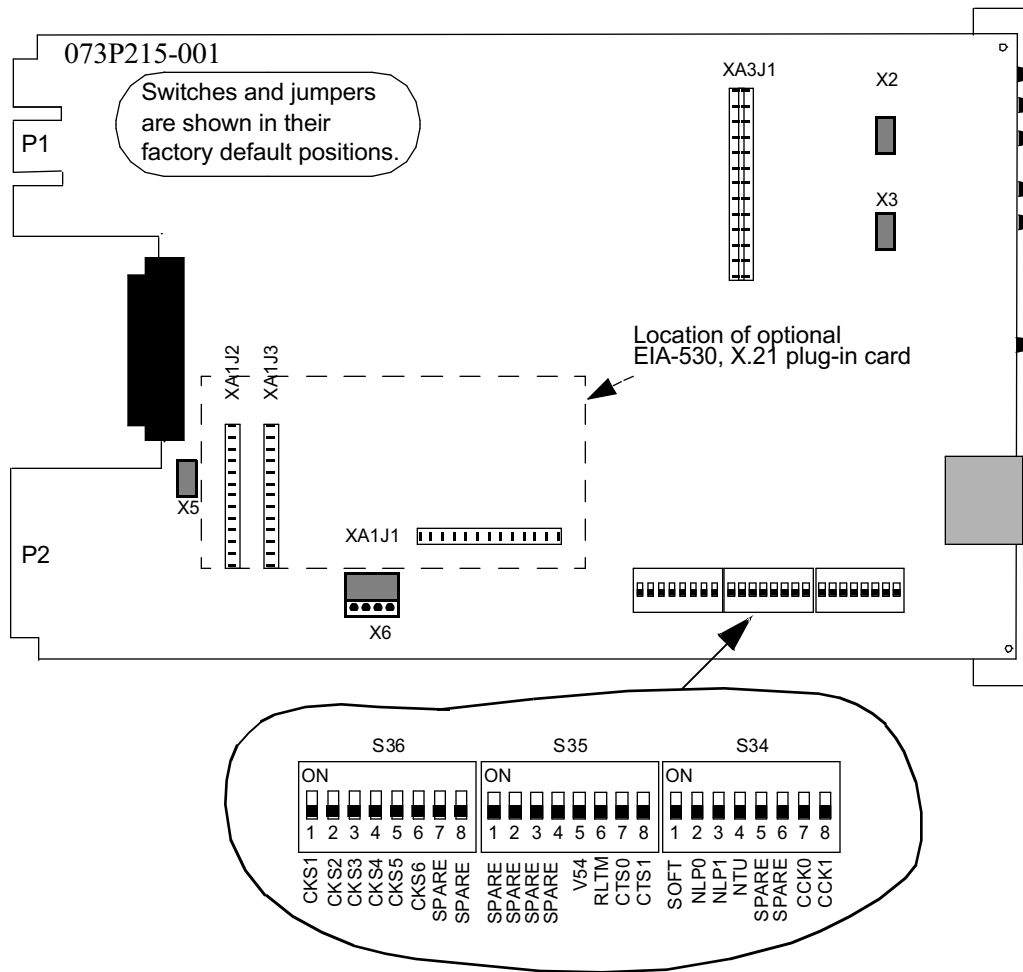 073P215-001
Switches and jumpers
are shown in their
factory default positions.
P1
XA3J1
X2
X3
Location of optional
EIA-530, X.21 plug-in card
XA1J2
XA1J3
X5
XA1J1
P2
X6
S36
S35
S34
ON
ON
ON
1 2 3 4 5 6 7 8
1 2 3 4 5 6 7 8
1 2 3 4 5 6 7 8
CKS1
CKS2
CKS3
CKS4
CKS5
CKS6
SPARE
SPARE
SPARE
SPARE
SPARE
SPARE
V54
RLTM
CTS0
CTS1
SOFT
NLP0
NLP1
NTU
SPARE
SPARE
CCK0
CCK1